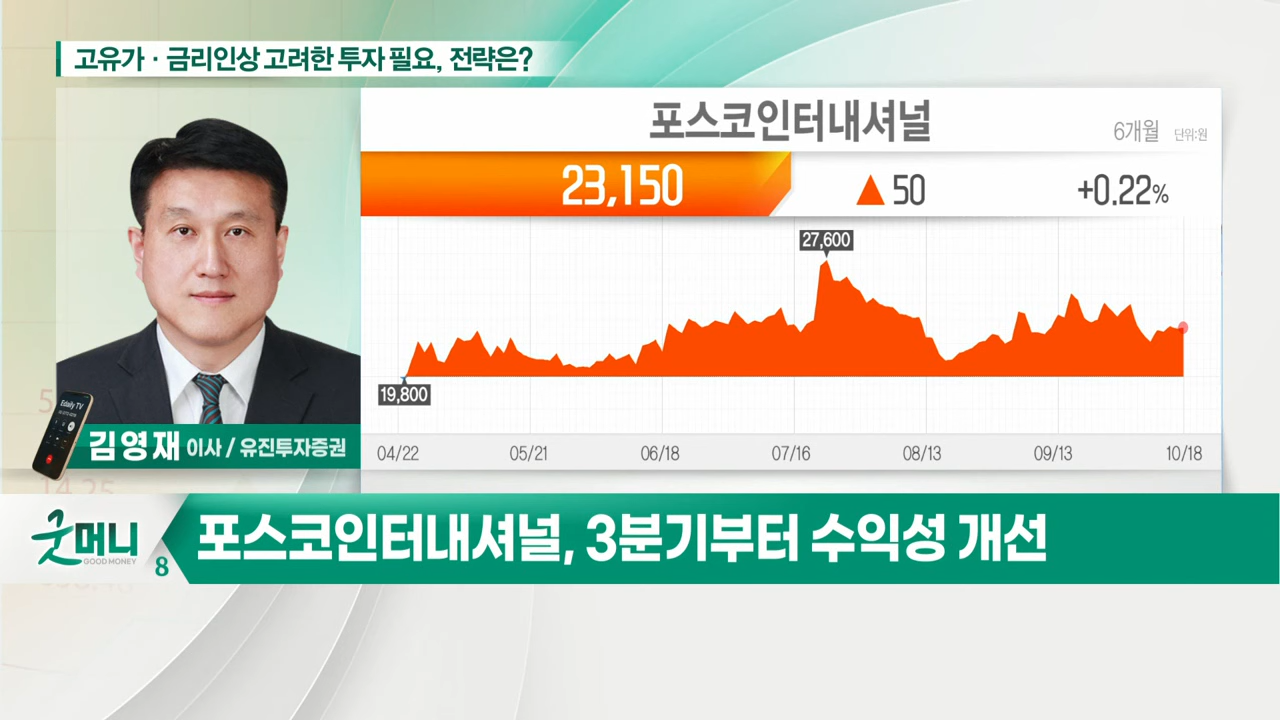 고유가 · 금리인상 고려한 투자 필요, 전략은?
포스코인터내셔널
6개월 단위:원
23,150 ▲50 +0.22%
27,600
19,800
04/22 05/21 06/18 07/16 08/13 09/13 10/18
Edaily TV
김영재 이사 / 유진투자증권
굿머니
GOOD MONEY
8
포스코인터내셔널, 3분기부터 수익성 개선